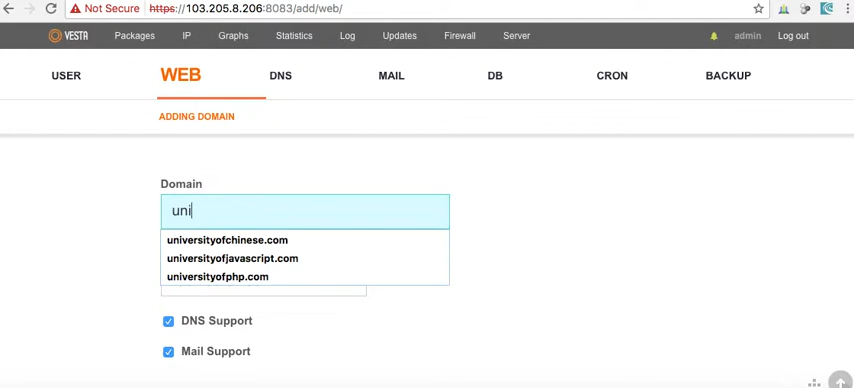 Not Secure https://103.205.8.206:8083/add/web/
VESTA Packages IP Graphs Statistics Log Updates Firewall Server admin Log out
USER WEB DNS MAIL DB CRON BACKUP
ADDING DOMAIN
Domain
uni
universityofchinese.com
universityofjavascript.com
universityofphp.com
DNS Support
Mail Support